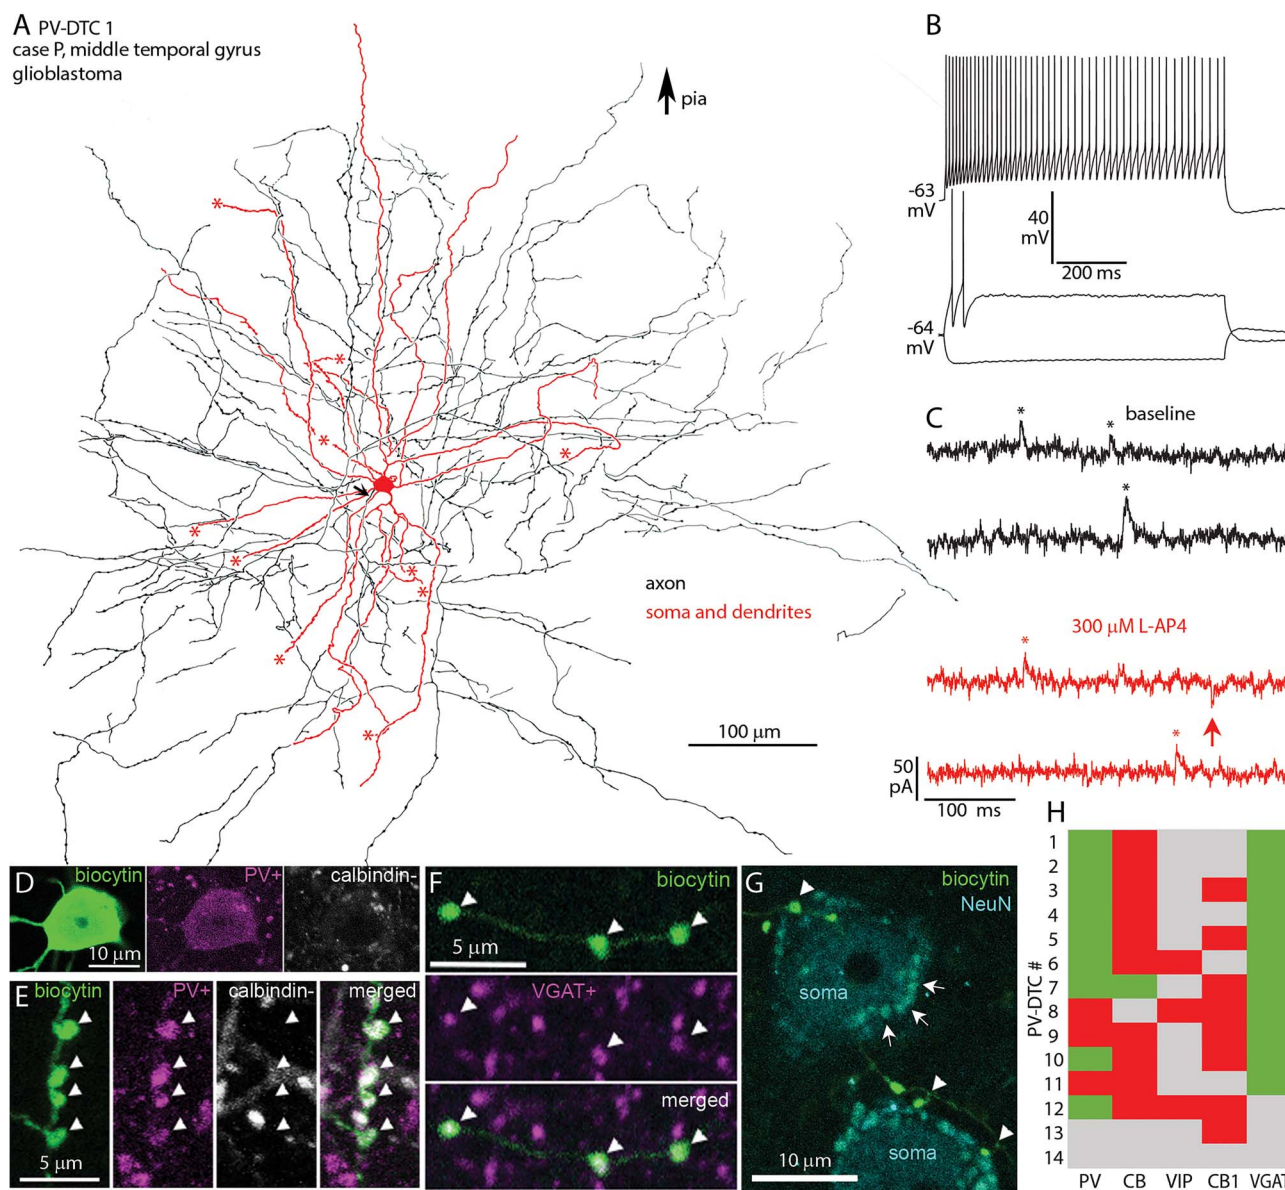 A PV-DTC 1
case P, middle temporal gyrus
glioblastoma
pia
axon
soma and dendrites
100 μm
B
-63
mV
40
mV
200 ms
-64
mV
C
baseline
300 μM L-AP4
50
pA
100 ms
D
biocytin
PV+
calbindin-
10 μm
E
biocytin
PV+
calbindin-
merged
5 μm
F
biocytin
5 μm
VGAT+
merged
G
biocytin
NeuN
soma
soma
10 μm
H
PV-DTC #
1
2
3
4
5
6
7
8
9
10
11
12
13
14
PV CB VIP CB1 VGAT